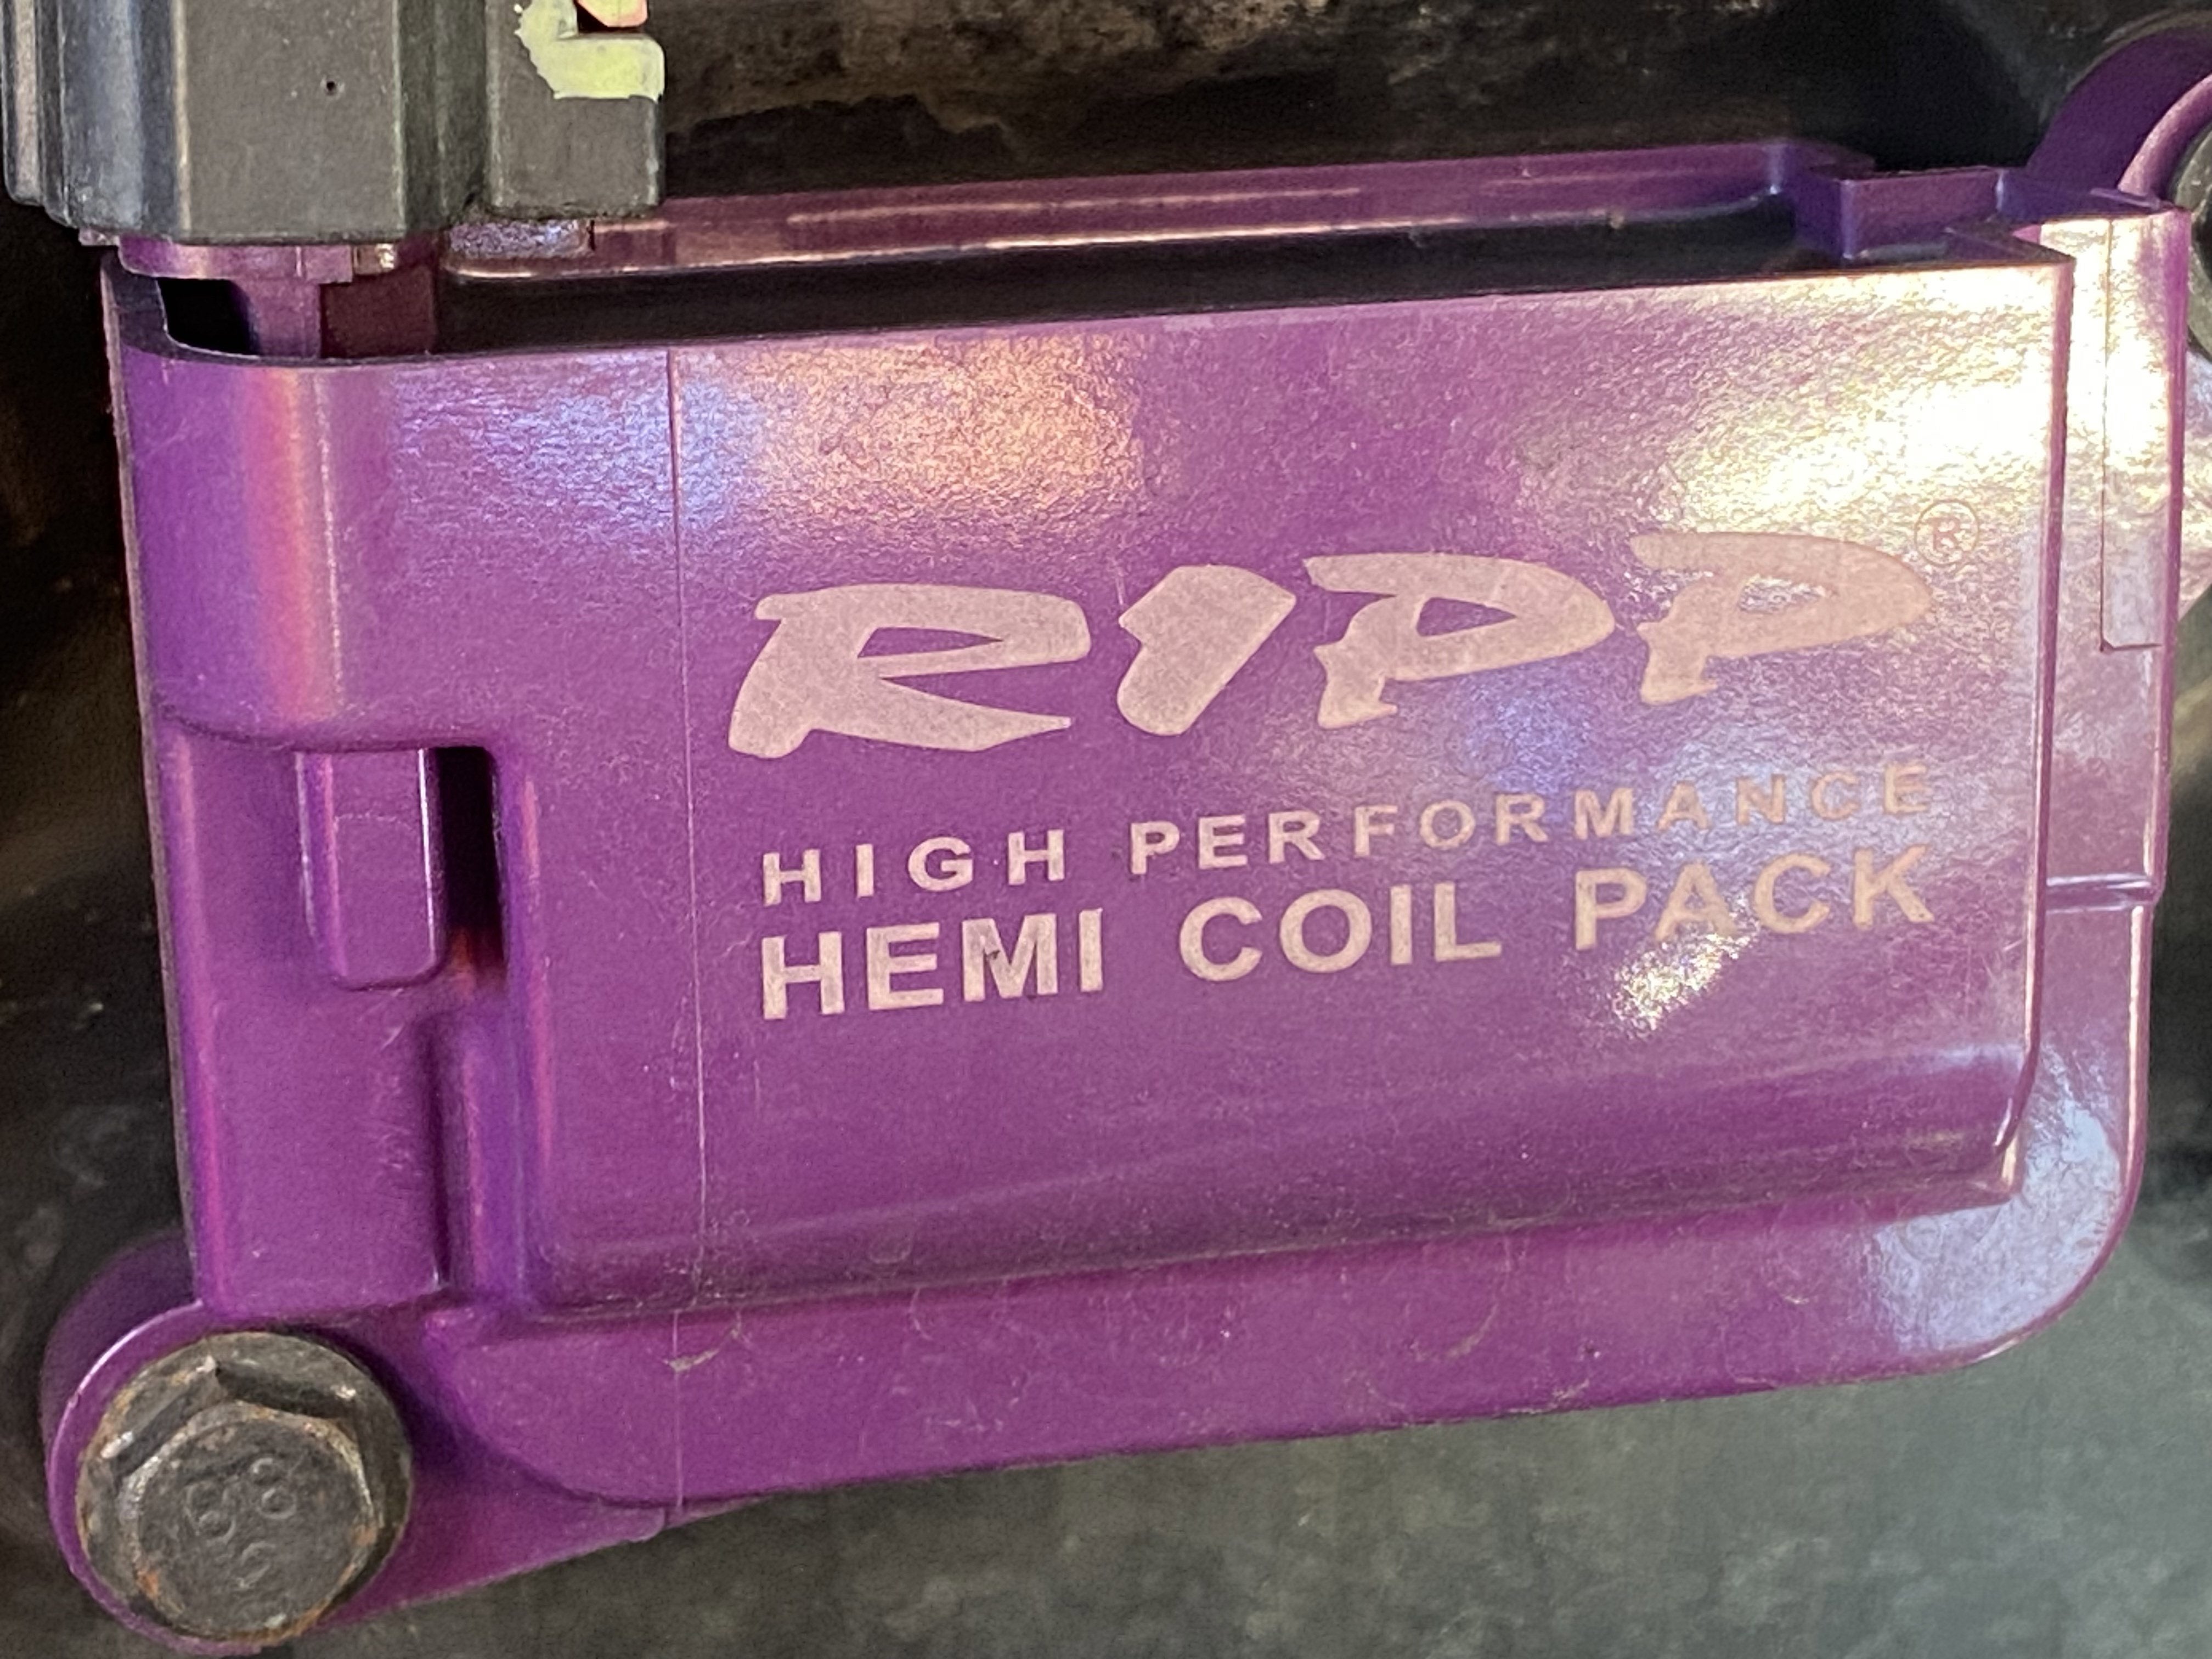 RIPP®
HIGH PERFORMANCE
HEMI COIL PACK